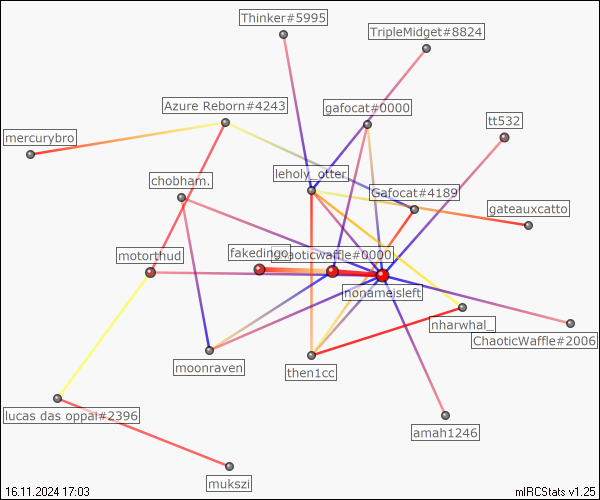 Thinker#5995
TripleMidget#8824
Azure Reborn#4243
gafocat#0000
tt532
mercurybro
leholy_otter
chobham.
Gafocat#4189
gateauxcatto
motorthud
fakedingo
Chaoticwaffle#0000
nonameisleft
nharwhal_
ChaoticWaffle#2006
moonraven
then1cc
lucas das oppai#2396
amah1246
mukszi
16.11.2024 17:03
mIRCStats v1.25